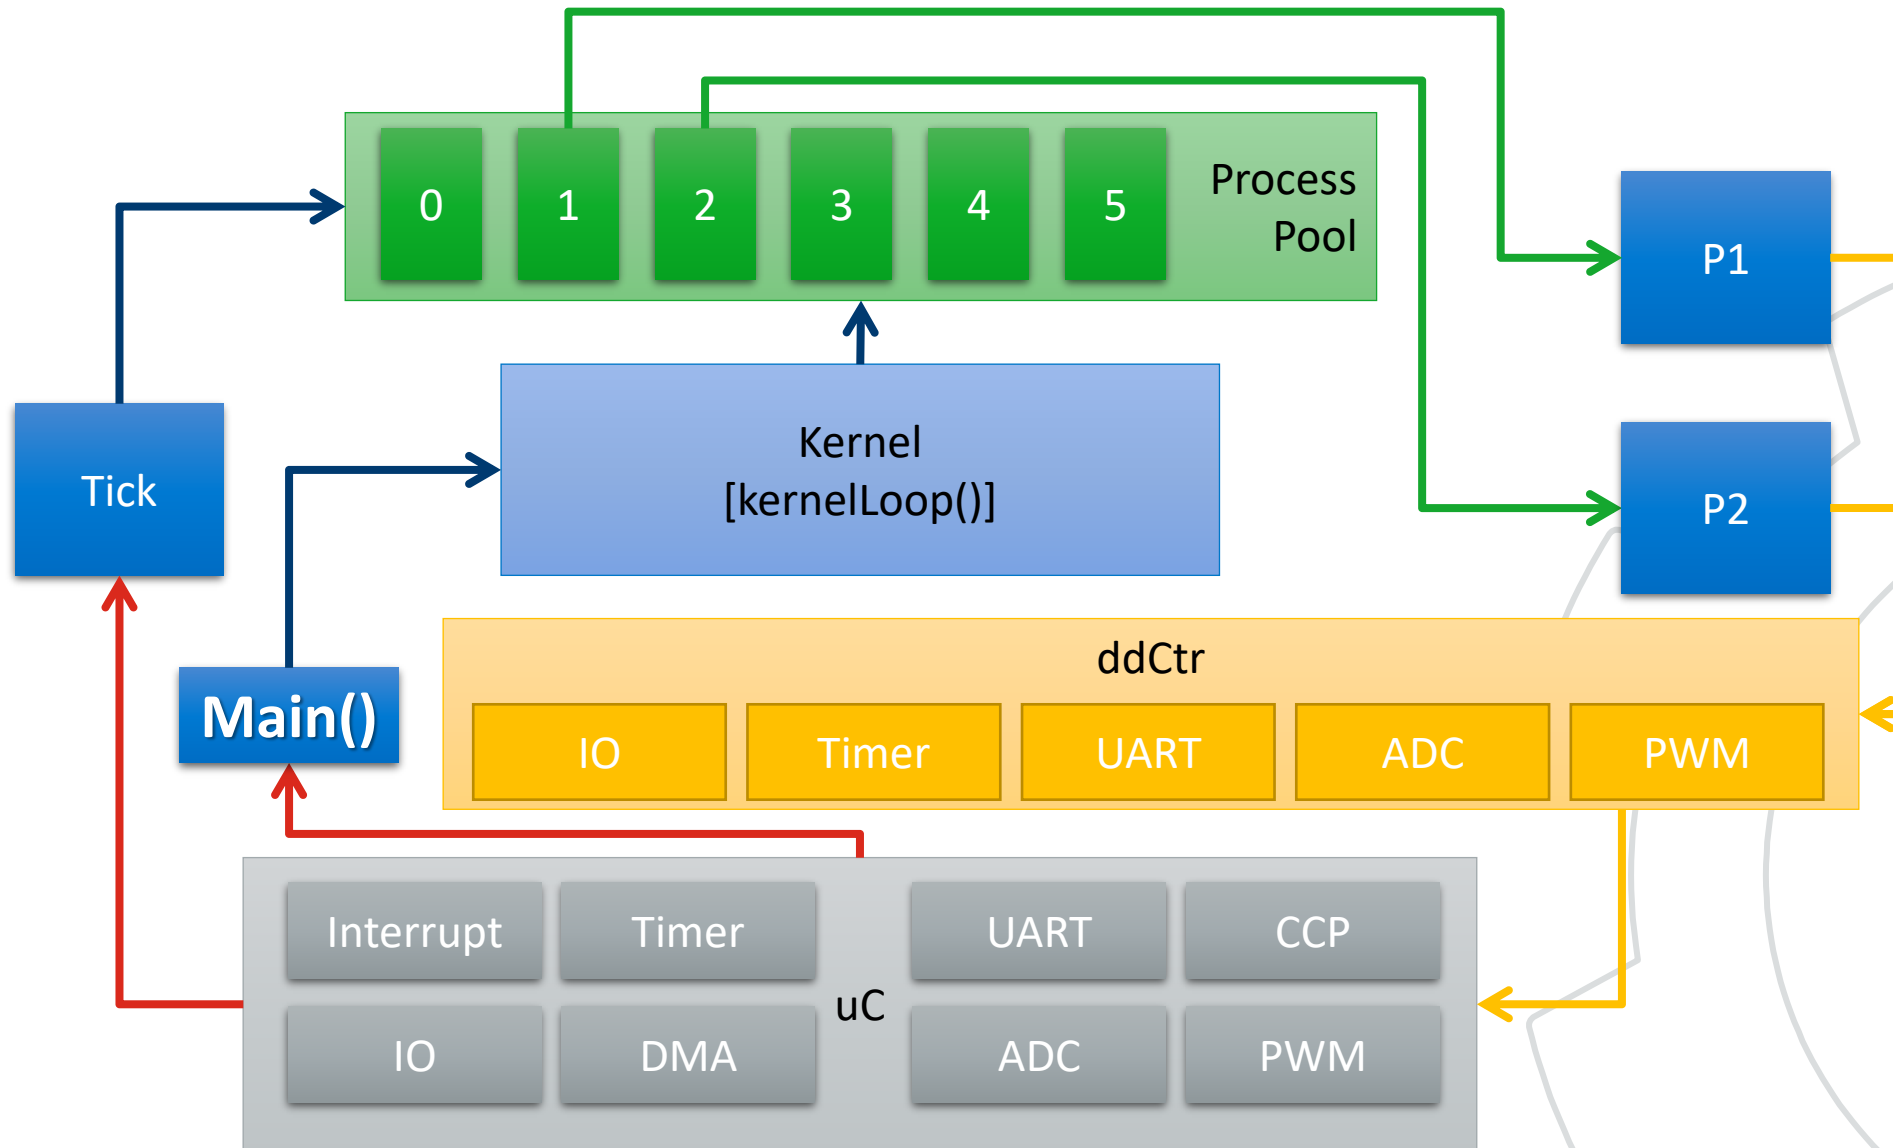 0
1
2
3
4
5
Process
Pool
P1
Kernel
[kernelLoop()]
Tick
P2
ddCtr
Main()
IO
Timer
UART
ADC
PWM
Interrupt
Timer
UART
CCP
uC
IO
DMA
ADC
PWM